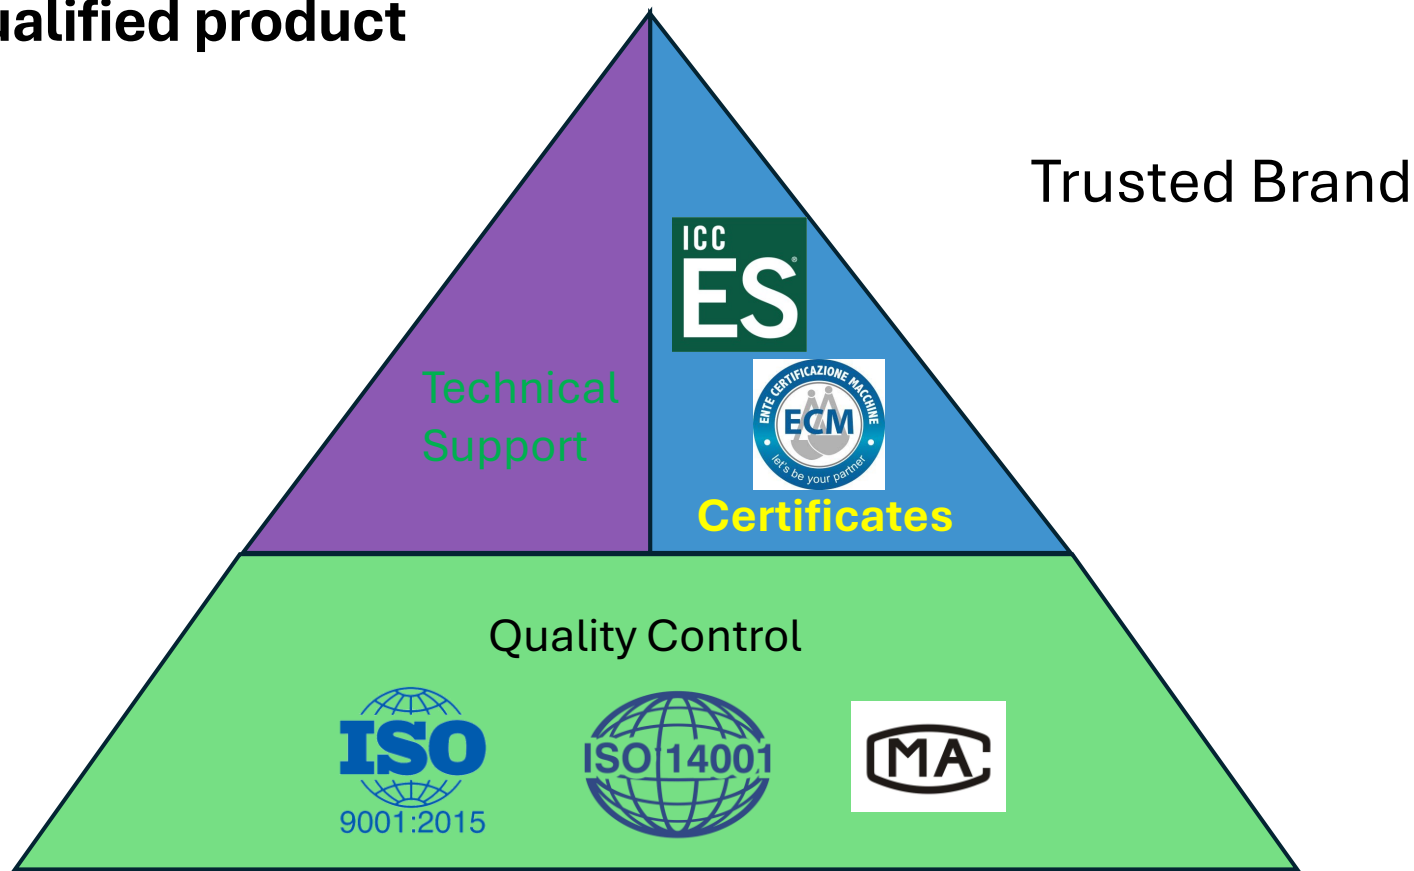 ualified product
Trusted Brand
ICC
ES®
Technical
Support
ENTE CERTIFICAZIONE MACCHINE
ECM
let's be your partner
Certificates
Quality Control
ISO
9001:2015
ISO 14001
MA